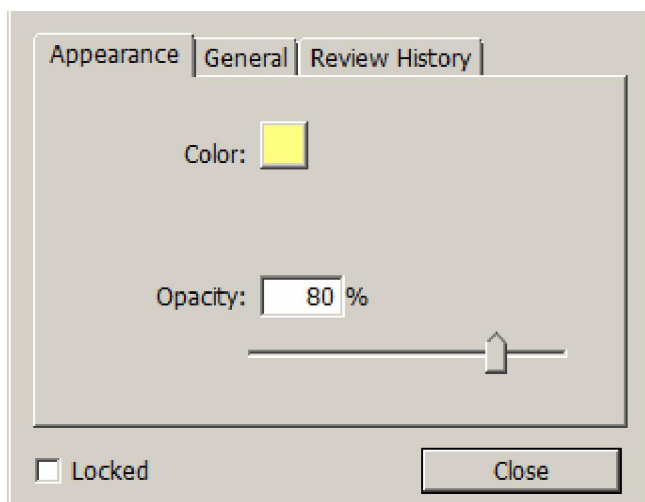 Appearance General Review History
Color:
Opacity: 80 %
Locked Close